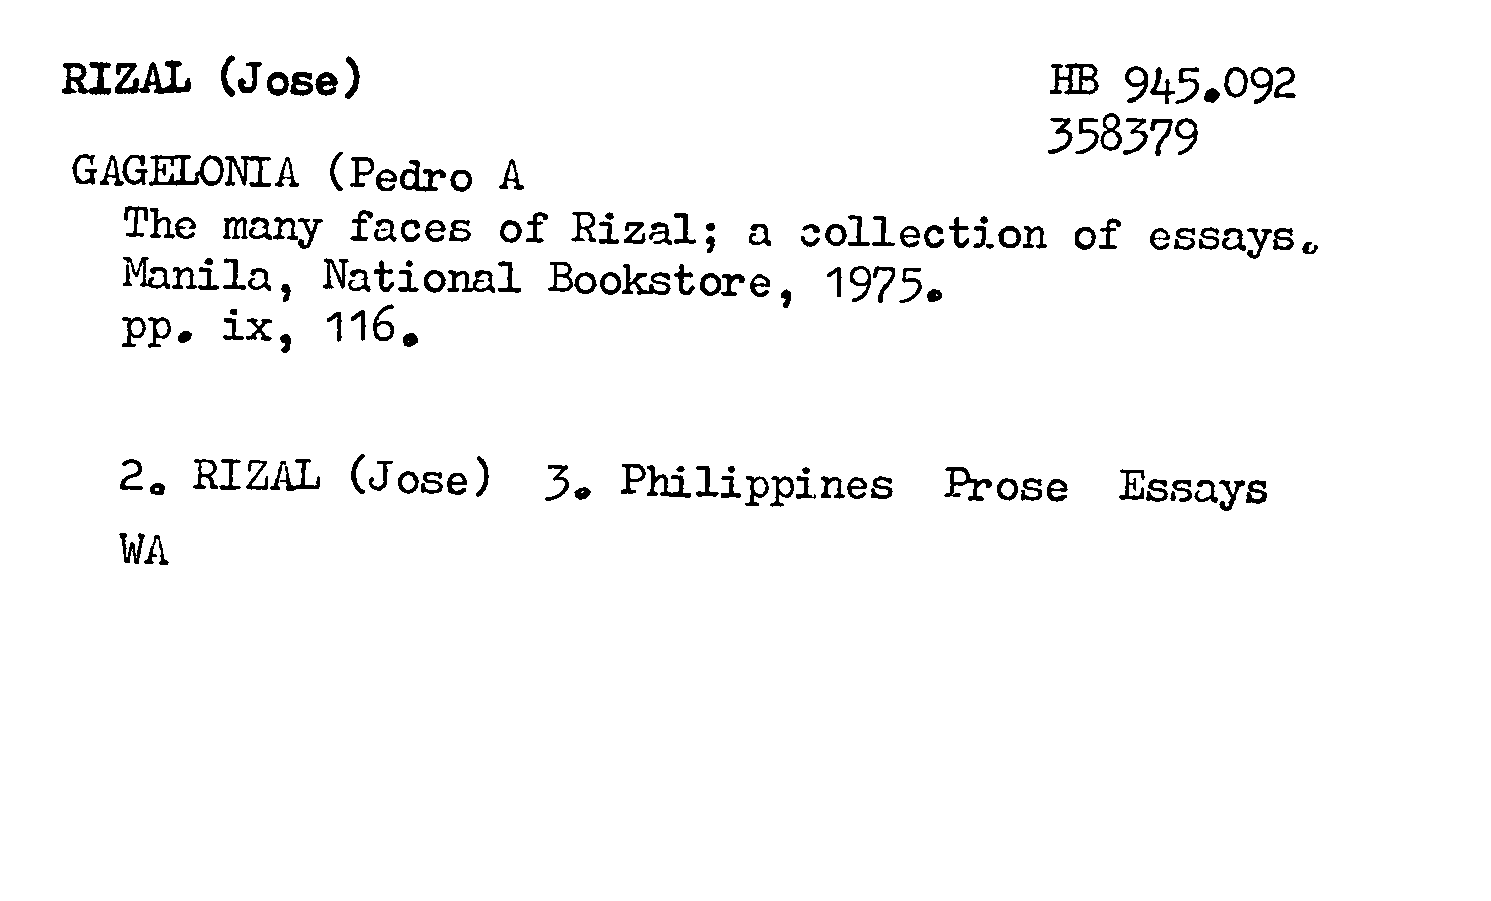 RIZAL (Jose)
HB 945.092
358379
GAGELONIA (Pedro A
The many faces of Rizal; a collection of essays.
Manila, National Bookstore, 1975.
pp. ix, 116.
2. RIZAL (Jose) 3. Philippines Prose Essays
WA